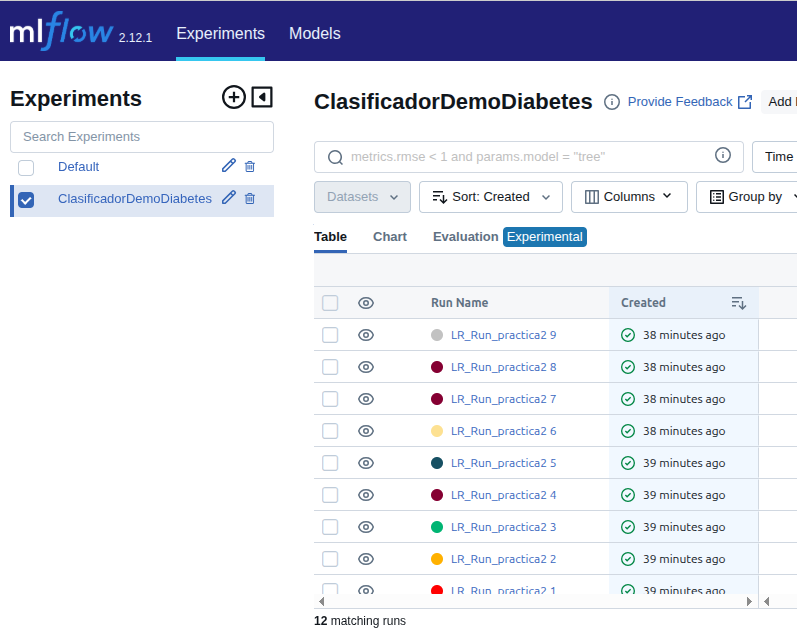 mlflow 2.12.1 Experiments Models
Experiments
Search Experiments
Default
ClasificadorDemoDiabetes
ClasificadorDemoDiabetes Provide Feedback Add
metrics.rmse < 1 and params.model = "tree" Time
Datasets Sort: Created Columns Group by
Table Chart Evaluation Experimental
Run Name Created
LR_Run_practica2 9 38 minutes ago
LR_Run_practica2 8 38 minutes ago
LR_Run_practica2 7 38 minutes ago
LR_Run_practica2 6 38 minutes ago
LR_Run_practica2 5 39 minutes ago
LR_Run_practica2 4 39 minutes ago
LR_Run_practica2 3 39 minutes ago
LR_Run_practica2 2 39 minutes ago
LR_Run_practica2 1 39 minutes ago
12 matching runs